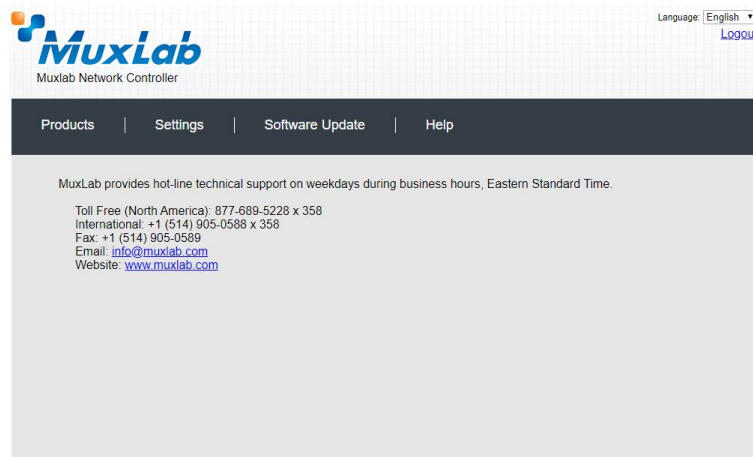 Language: English
Logou
MuxLab
Muxlab Network Controller
Products | Settings | Software Update | Help
MuxLab provides hot-line technical support on weekdays during business hours, Eastern Standard Time.
Toll Free (North America): 877-689-5228 x 358
International: +1 (514) 905-0588 x 358
Fax: +1 (514) 905-0589
Email: info@muxlab.com
Website: www.muxlab.com